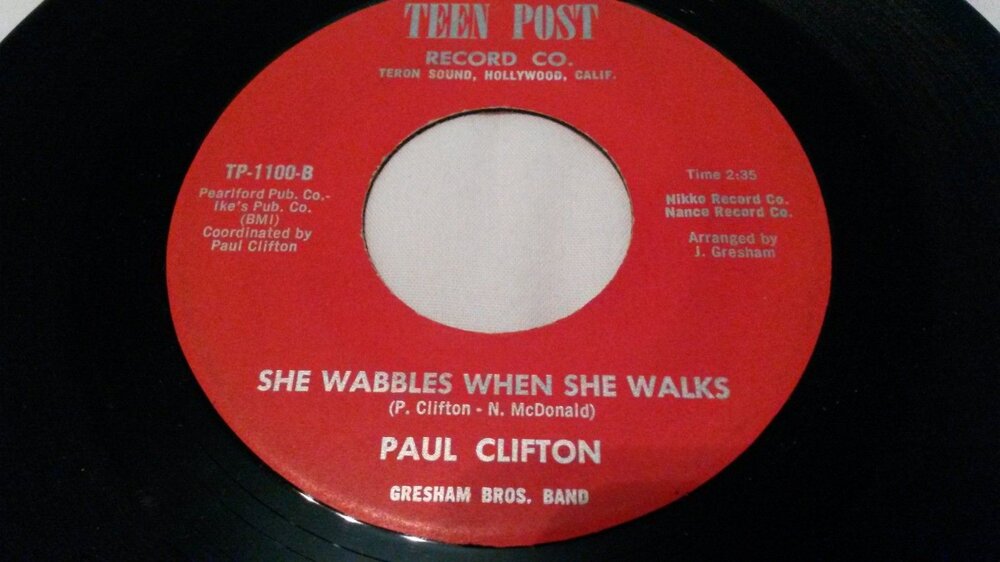 TEEN POST
RECORD CO.
TERON SOUND, HOLLYWOOD, CALIF.
TP-1100-B
Pearlford Pub. Co.-
Ike's Pub. Co.
(BMI)
Coordinated by
Paul Clifton
Time 2:35
Nikko Record Co.
Nance Record Co.
Arranged by
J. Gresham
SHE WABBLES WHEN SHE WALKS
(P. Clifton - N. McDonald)
PAUL CLIFTON
GRESHAM BROS. BAND